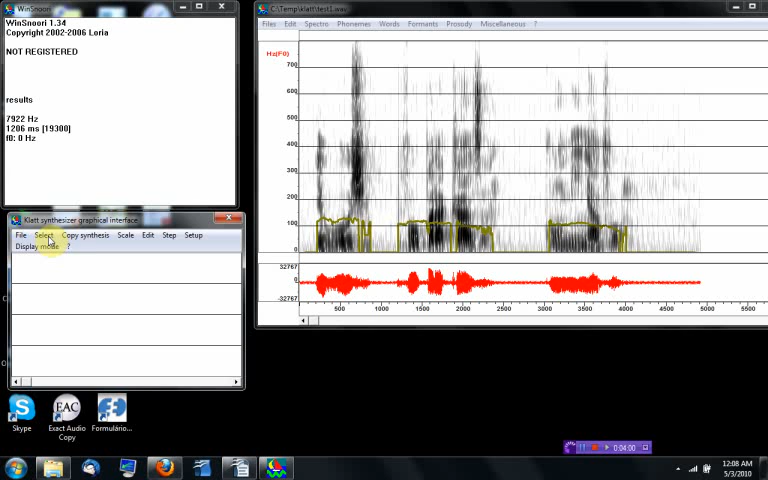 WinSnoori
WinSnoori 1.34
Copyright 2002-2006 Loria
NOT REGISTERED
results
7922 Hz
1206 ms [19300]
f0: 0 Hz
C:\Temp\klatt\test1.wav
Files Edit Spectro Phonemes Words Formants Prosody Miscellaneous ?
Hz(F0)
700
600
500
400
300
200
100
0
32767
0
-32767
500 1000 1500 2000 2500 3000 3500 4000 4500 5000 5500
Klatt synthesizer graphical interface
File Select Copy synthesis Scale Edit Step Setup
Display mode ?
Skype
Exact Audio
Copy
Formulário...
0:04:00
12:08 AM
5/3/2010